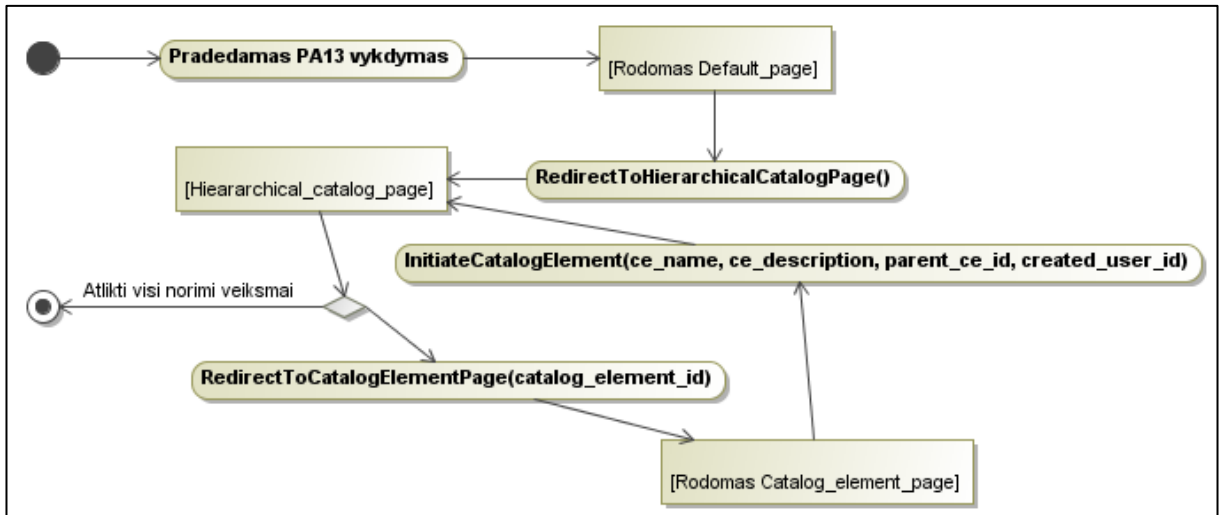 Pradedamas PA13 vykdymas
[Rodomas Default_page]
RedirectToHierarchicalCatalogPage()
[Hieararchical_catalog_page]
InitiateCatalogElement(ce_name, ce_description, parent_ce_id, created_user_id)
Atlikti visi norimi veiksmai
RedirectToCatalogElementPage(catalog_element_id)
[Rodomas Catalog_element_page]